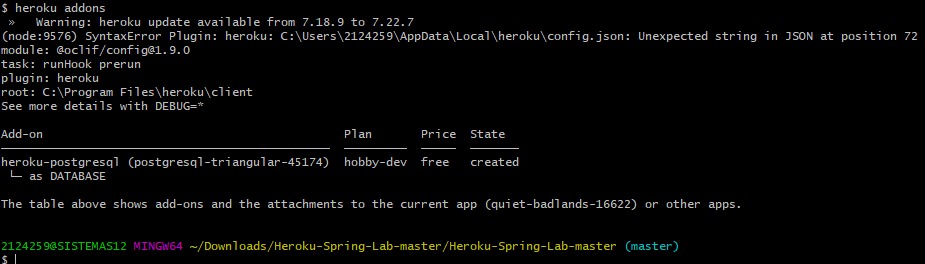 $ heroku addons
 »   Warning: heroku update available from 7.18.9 to 7.22.7
(node:9576) SyntaxError Plugin: heroku: C:\Users\2124259\AppData\Local\heroku\config.json: Unexpected string in JSON at position 72
module: @oclif/config@1.9.0
task: runHook prerun
plugin: heroku
root: C:\Program Files\heroku\client
See more details with DEBUG=*
Add-on Plan Price State
heroku-postgresql (postgresql-triangular-45174) hobby-dev free created
└─ as DATABASE
The table above shows add-ons and the attachments to the current app (quiet-badlands-16622) or other apps.
2124259@SISTEMAS12 MINGW64 ~/Downloads/Heroku-Spring-Lab-master/Heroku-Spring-Lab-master (master)
$